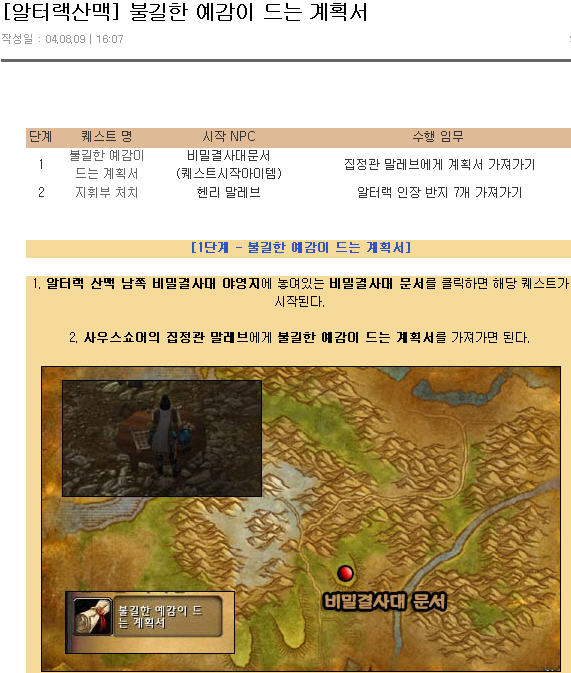 [알터랙산맥] 불길한 예감이 드는 계획서
작성일 : 04.08.09 | 16:07
단계 퀘스트 명 시작 NPC 수행 임무
1 불길한 예감이 드는 계획서 비밀결사대문서 (퀘스트시작아이템) 집정관 말레브에게 계획서 가져가기
2 지휘부 처치 헨리 말레브 알터랙 인장 반지 7개 가져가기
[1단계 - 불길한 예감이 드는 계획서]
1. 알터랙 산맥 남쪽 비밀결사대 야영지에 놓여있는 비밀결사대 문서를 클릭하면 해당 퀘스트가
시작된다.
2. 사우스쇼어의 집정관 말레브에게 불길한 예감이 드는 계획서를 가져가면 된다.
비밀결사대 문서
불길한 예감이 드
는 계획서